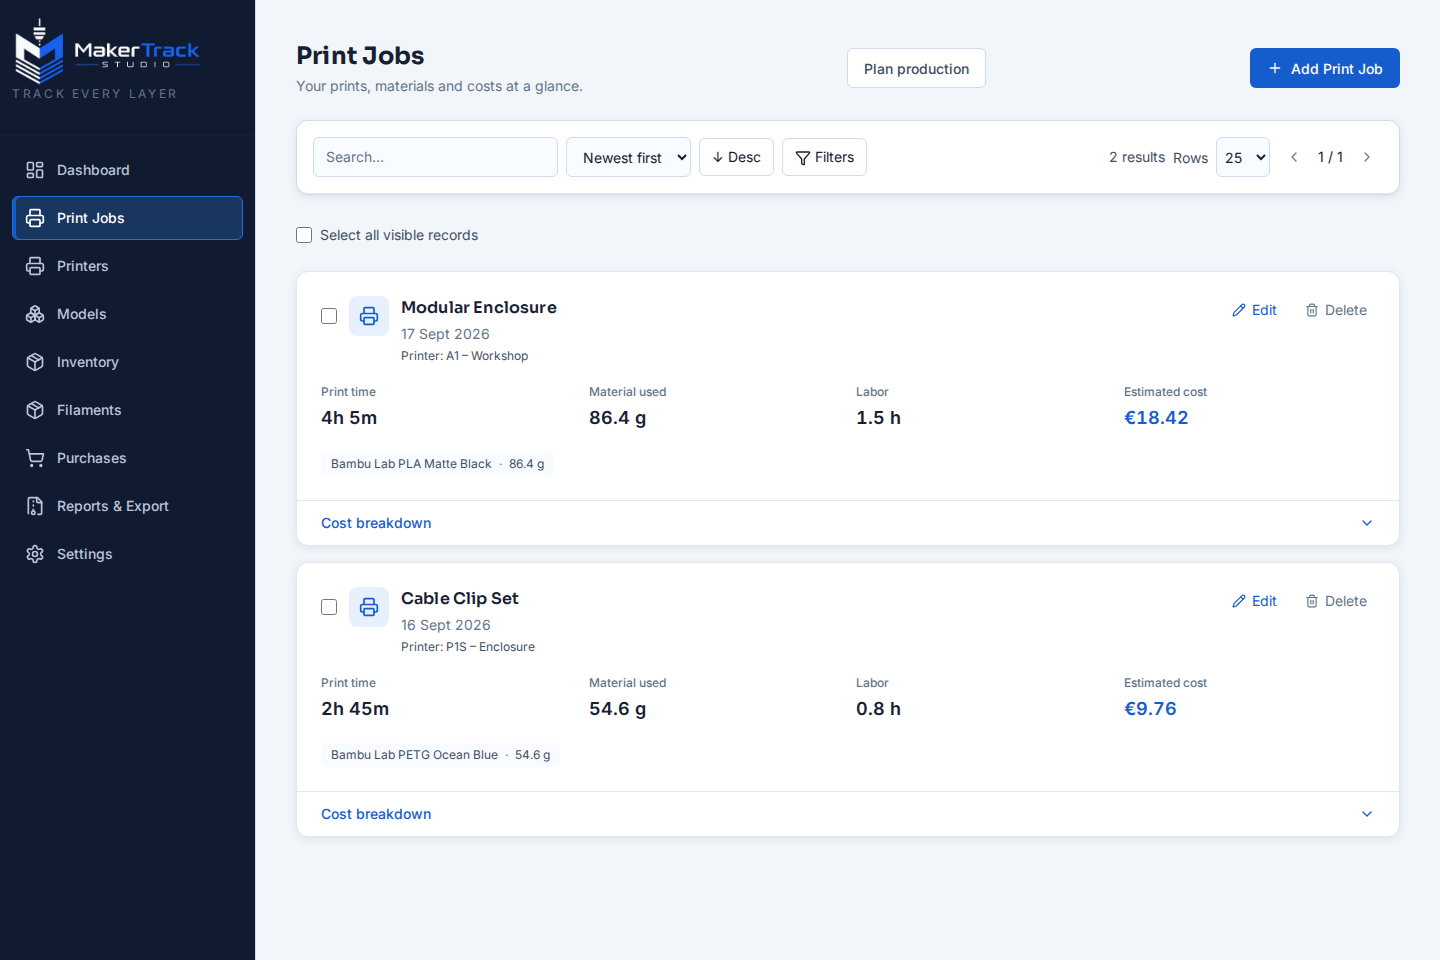 MakerTrack
STUDIO
TRACK EVERY LAYER
Dashboard
Print Jobs
Printers
Models
Inventory
Filaments
Purchases
Reports & Export
Settings
Print Jobs
Your prints, materials and costs at a glance.
Plan production
Add Print Job
Search...
Newest first
↓ Desc
Filters
2 results
Rows
25
1 / 1
Select all visible records
Modular Enclosure
17 Sept 2026
Printer: A1 – Workshop
Edit
Delete
Print time
Material used
Labor
Estimated cost
4h 5m
86.4 g
1.5 h
€18.42
Bambu Lab PLA Matte Black · 86.4 g
Cost breakdown
Cable Clip Set
16 Sept 2026
Printer: P1S – Enclosure
Edit
Delete
Print time
Material used
Labor
Estimated cost
2h 45m
54.6 g
0.8 h
€9.76
Bambu Lab PETG Ocean Blue · 54.6 g
Cost breakdown